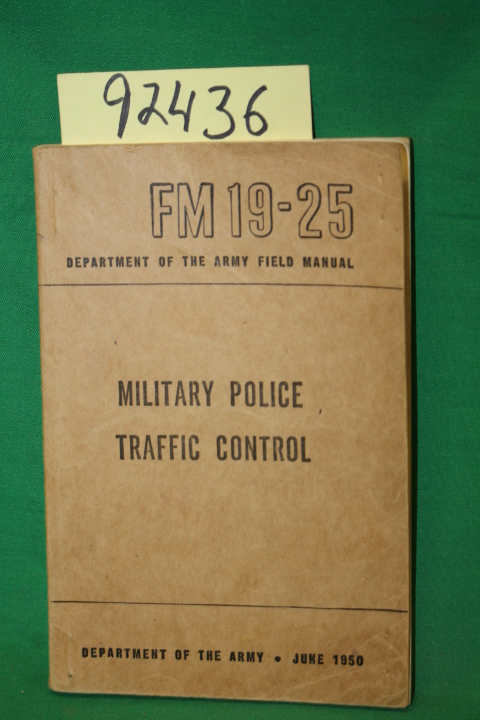 92436
FM 19-25
DEPARTMENT OF THE ARMY FIELD MANUAL
MILITARY POLICE
TRAFFIC CONTROL
DEPARTMENT OF THE ARMY • JUNE 1950